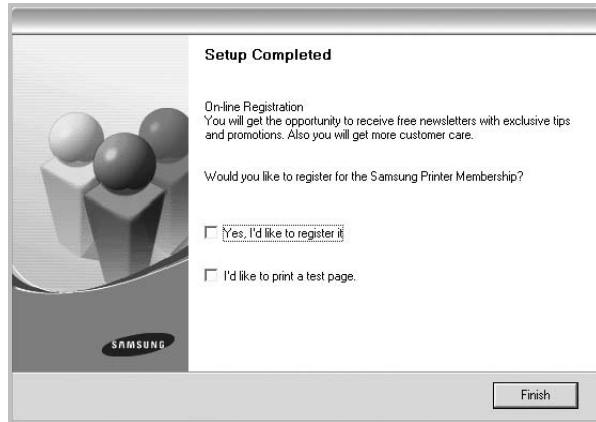 Setup Completed
On-line Registration
You will get the opportunity to receive free newsletters with exclusive tips
and promotions. Also you will get more customer care.
Would you like to register for the Samsung Printer Membership?
Yes, I'd like to register it
I'd like to print a test page.
SAMSUNG
Finish